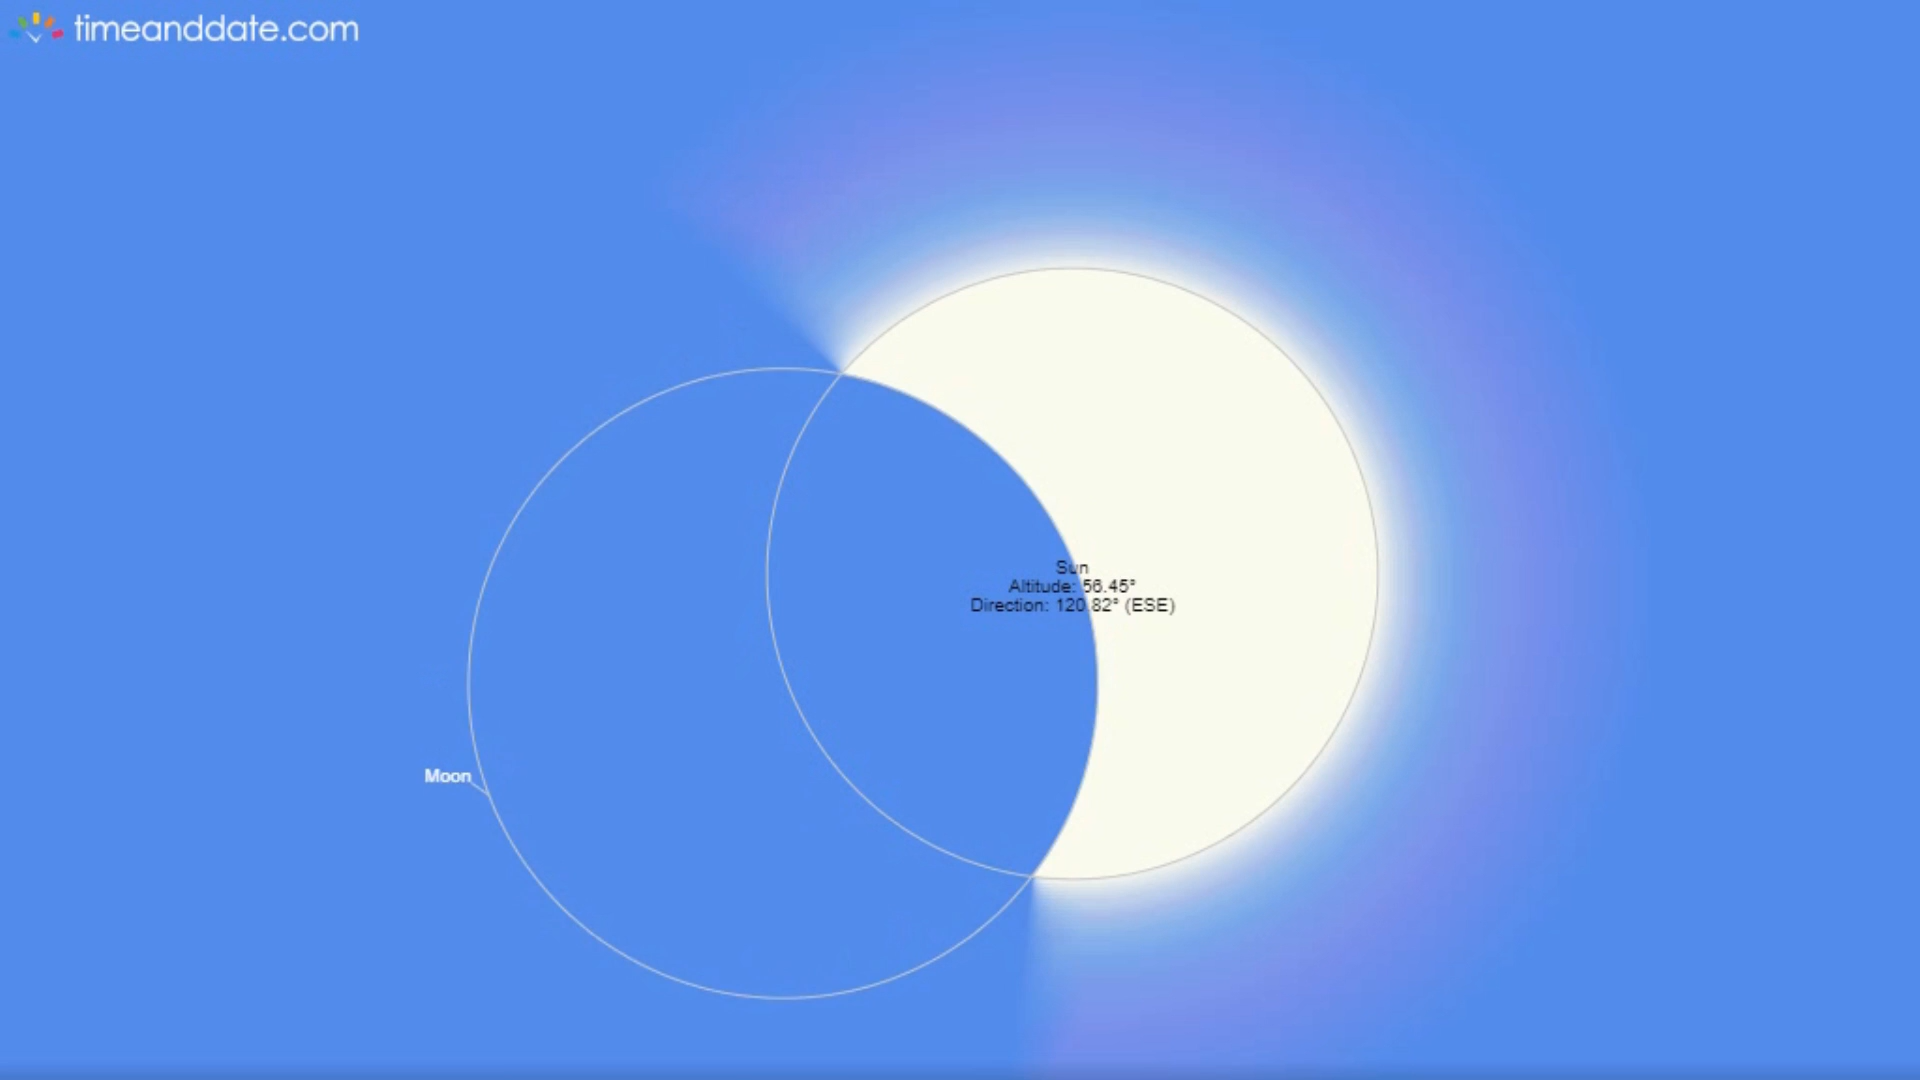 timeanddate.com
Sun
Altitude: 56.45°
Direction: 120.82° (ESE)
Moon